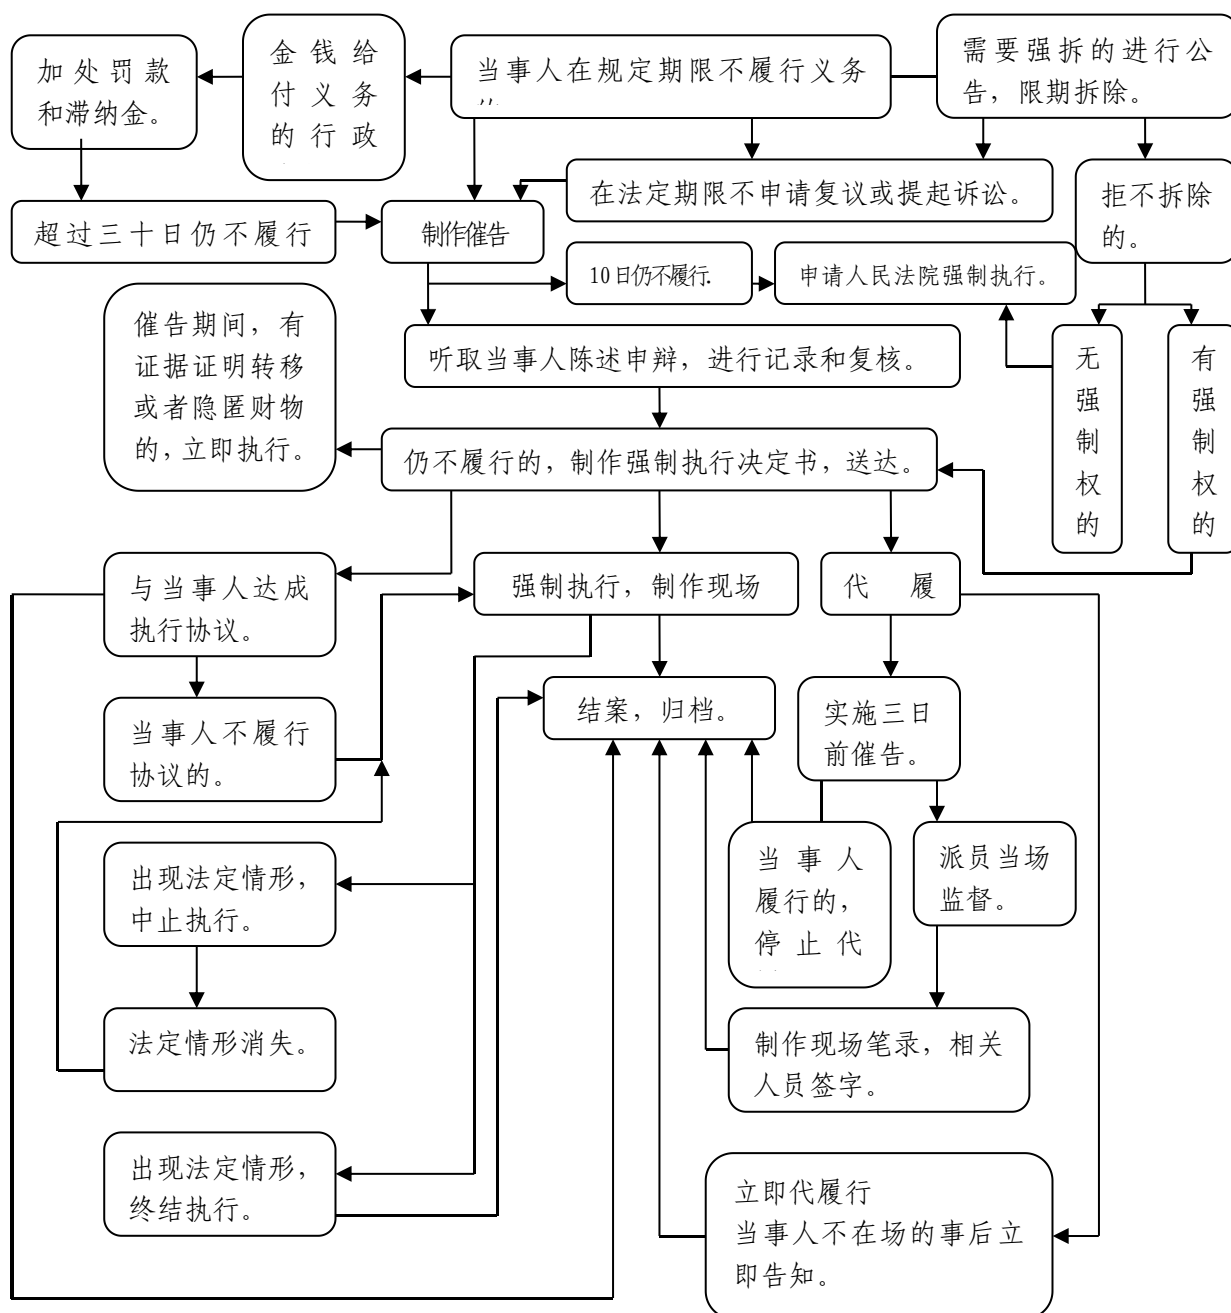 加处罚款
和滞纳金。
金钱给
付义务
的行政
当事人在规定期限不履行义务
需要强拆的进行公
告，限期拆除。
在法定期限不申请复议或提起诉讼。
拒不拆除
的。
超过三十日仍不履行
制作催告
10日仍不履行.
申请人民法院强制执行。
催告期间，有
证据证明转移
或者隐匿财物
的，立即执行。
听取当事人陈述申辩，进行记录和复核。
无
强
制
权
的
有
强
制
权
的
仍不履行的，制作强制执行决定书，送达。
与当事人达成
执行协议。
强制执行，制作现场
代 履
当事人不履行
协议的。
结案，归档。
实施三日
前催告。
出现法定情形，
中止执行。
当事人
履行的，
停止代
派员当场
监督。
法定情形消失。
制作现场笔录，相关
人员签字。
出现法定情形，
终结执行。
立即代履行
当事人不在场的事后立
即告知。